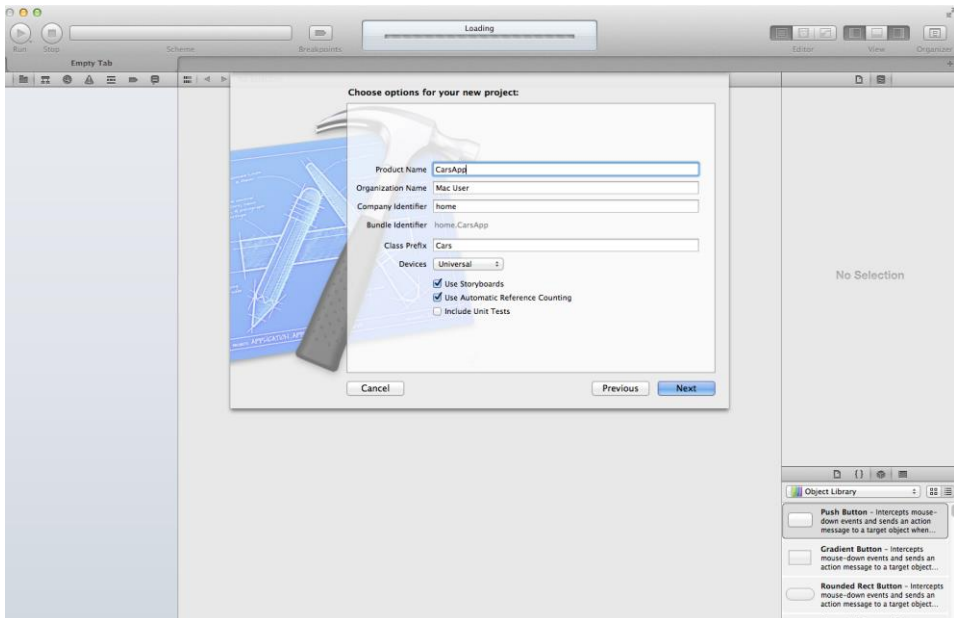 Loading
Run
Stop
Scheme
Breakpoints
Editor
View
Organizer
Empty Tab
Choose options for your new project:
Product Name CarsApp
Organization Name Mac User
Company Identifier home
Bundle Identifier home.CarsApp
Class Prefix Cars
Devices Universal
Use Storyboards
Use Automatic Reference Counting
Include Unit Tests
Cancel
Previous
Next
No Selection
{}
Object Library
Push Button - Intercepts mouse-
down events and sends an action
message to a target object when...
Gradient Button - Intercepts
mouse-down events and sends an
action message to a target object...
Rounded Rect Button - Intercepts
mouse-down events and sends an
action message to a target object...